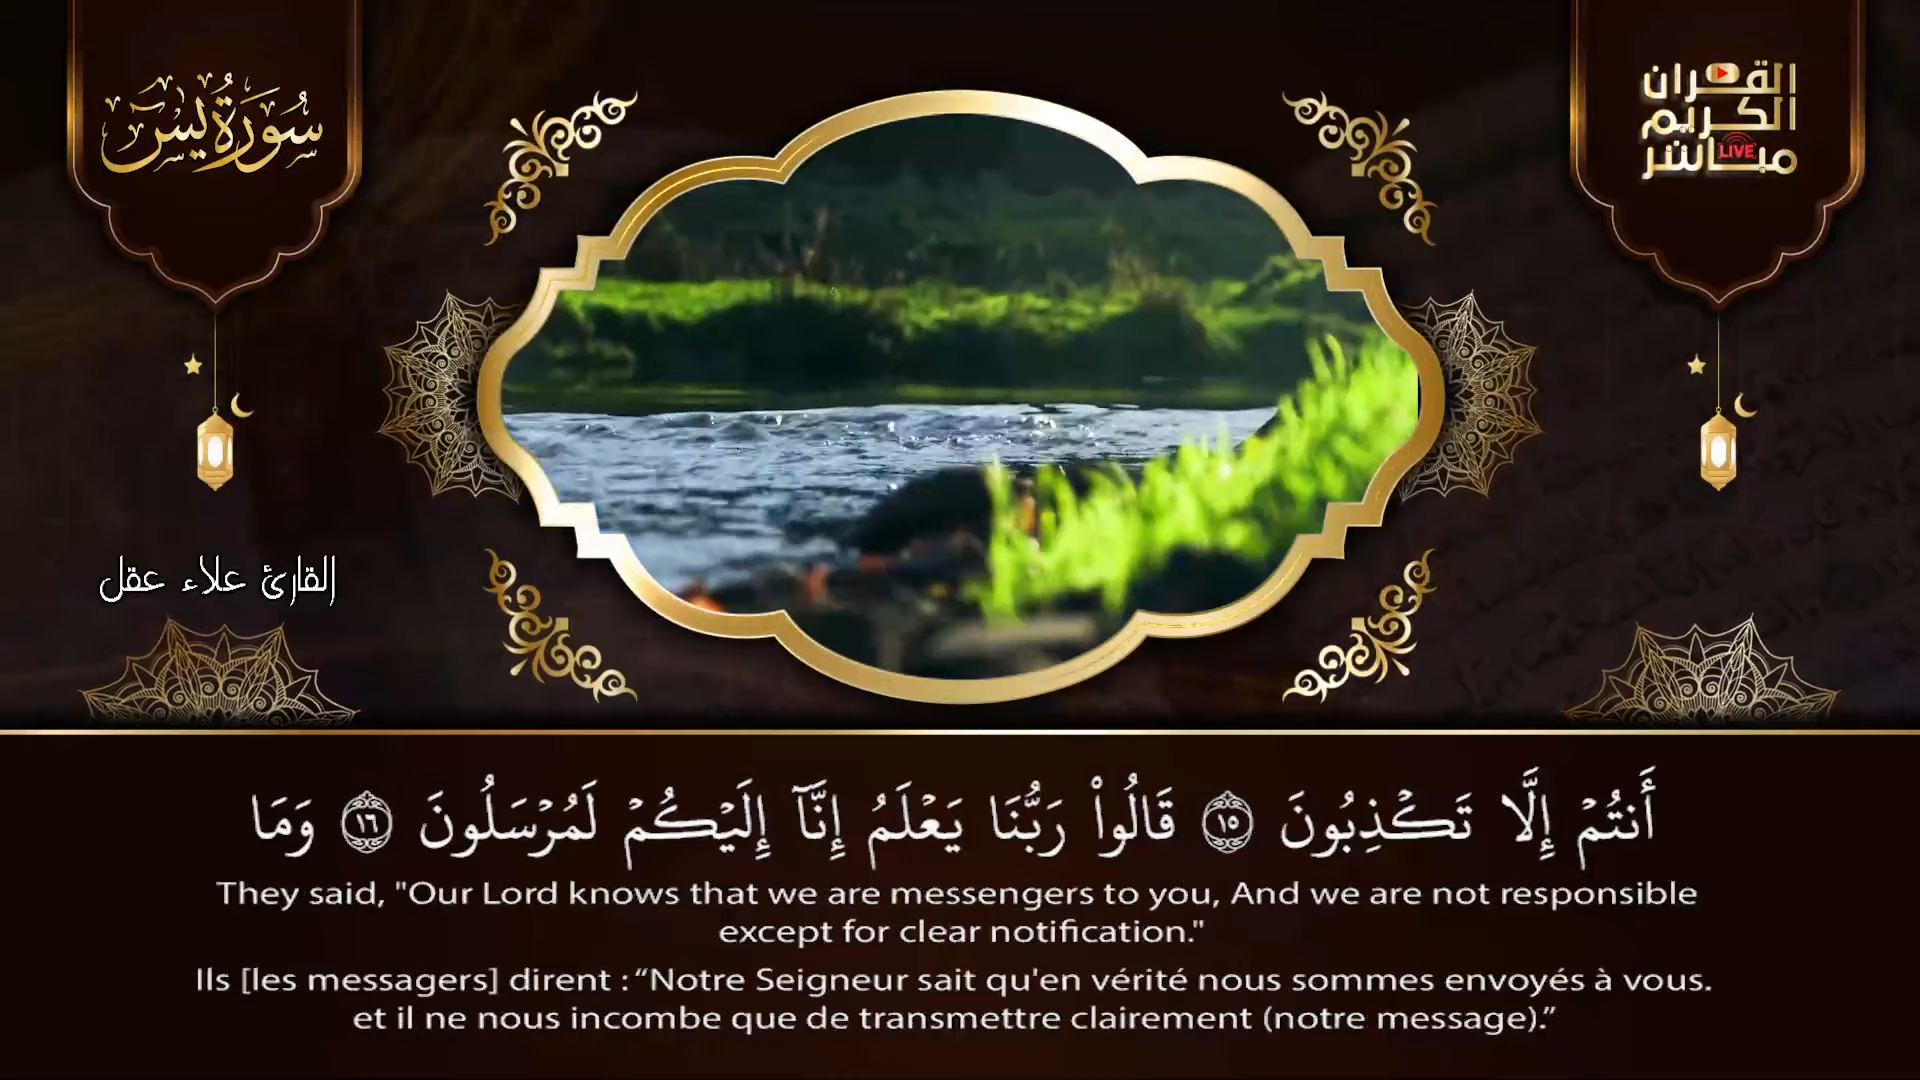 سُورَةُ يسٓ
القرآن
الكريم
مباشر
LIVE
القارئ علاء عقل
أَنتُمۡ إِلَّا تَكۡذِبُونَ ١٥ قَالُواْ رَبُّنَا يَعۡلَمُ إِنَّآ إِلَيۡكُمۡ لَمُرۡسَلُونَ ١٦ وَمَا
They said, "Our Lord knows that we are messengers to you, And we are not responsible
except for clear notification."
Ils [les messagers] dirent : “Notre Seigneur sait qu'en vérité nous sommes envoyés à vous.
et il ne nous incombe que de transmettre clairement (notre message).”